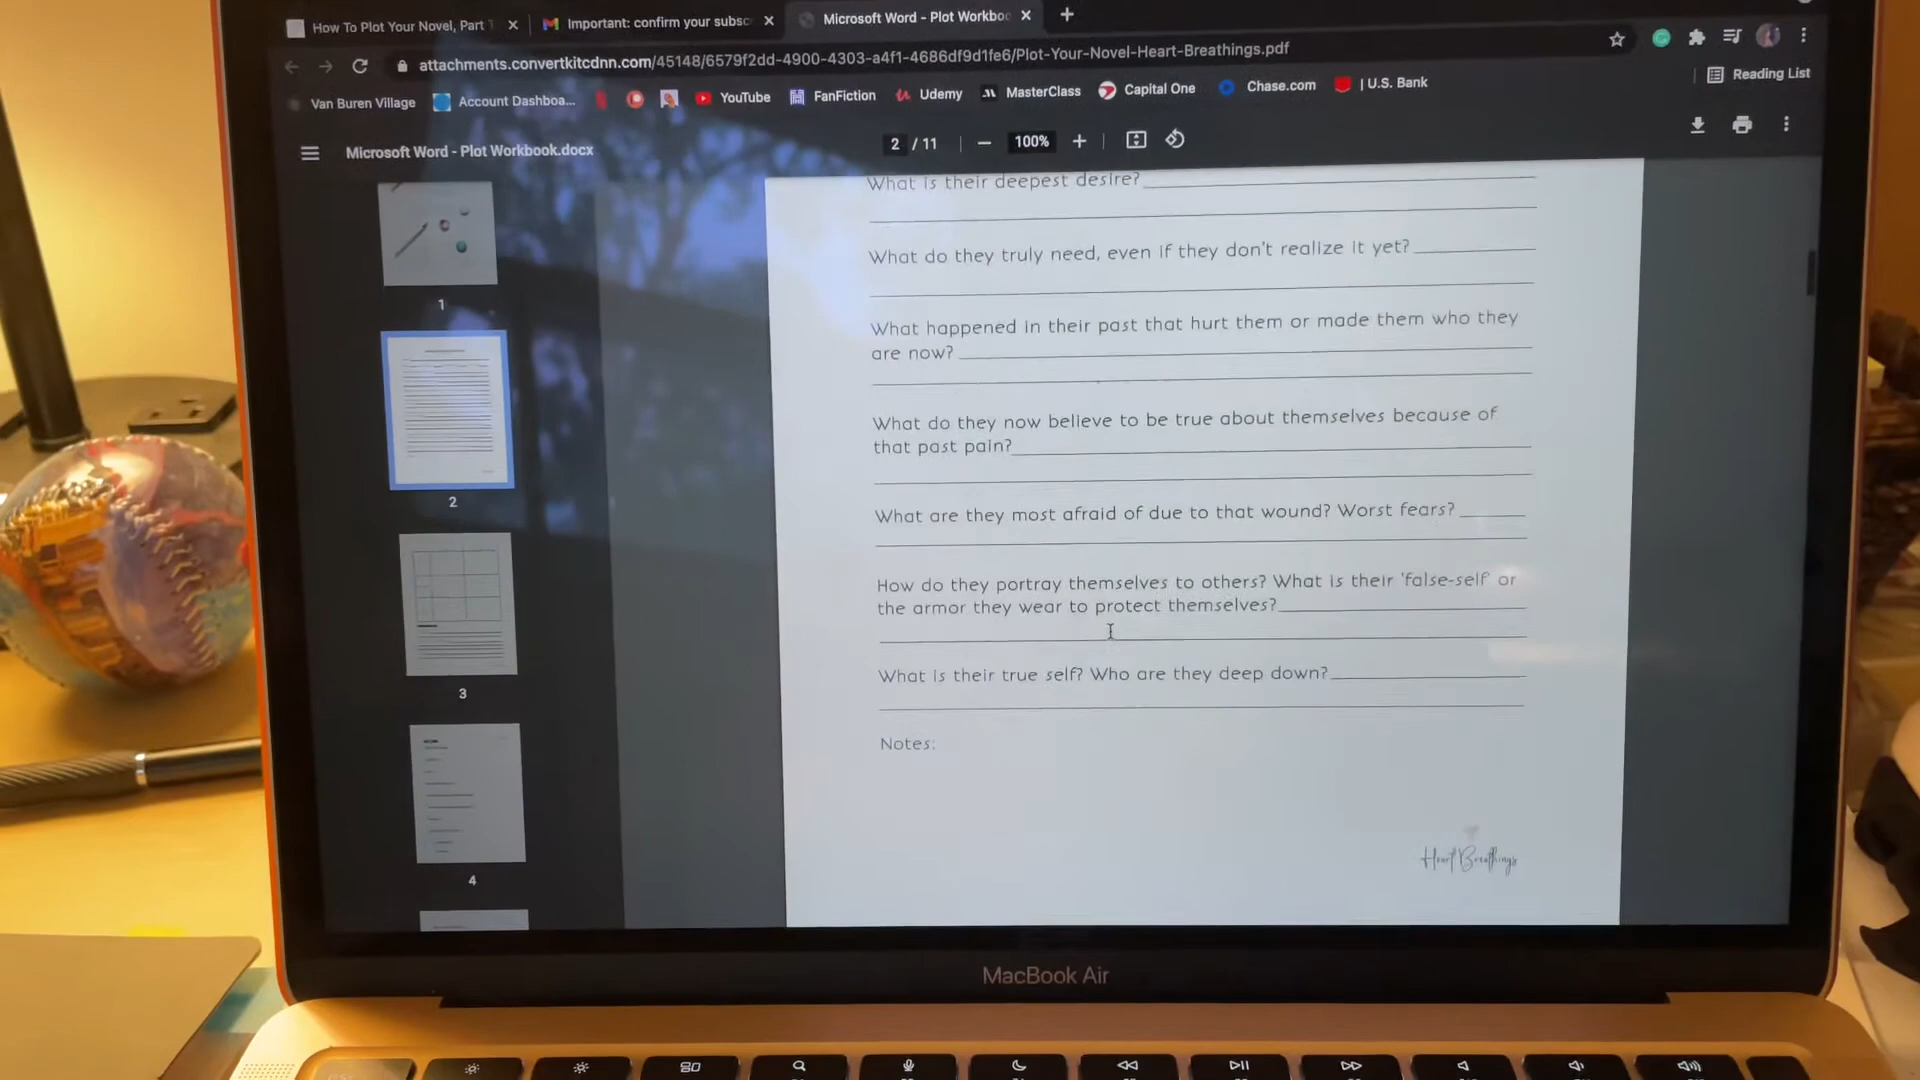 How To Plot Your Novel, Part
Important: confirm your subsc
Microsoft Word - Plot Workboo
attachments.convertkitcdnn.com/45148/6579f2dd-4900-4303-a4f1-4686df9d1fe6/Plot-Your-Novel-Heart-Breathings.pdf
Van Buren Village
Account Dashboa...
YouTube
FanFiction
Udemy
MasterClass
Capital One
Chase.com
| U.S. Bank
Reading List
Microsoft Word - Plot Workbook.docx
2 / 11
100%
1
2
3
4
What is their deepest desire?
What do they truly need, even if they don't realize it yet?
What happened in their past that hurt them or made them who they
are now?
What do they now believe to be true about themselves because of
that past pain?
What are they most afraid of due to that wound? Worst fears?
How do they portray themselves to others? What is their 'false-self' or
the armor they wear to protect themselves?
What is their true self? Who are they deep down?
Notes:
Heart Breathings
MacBook Air